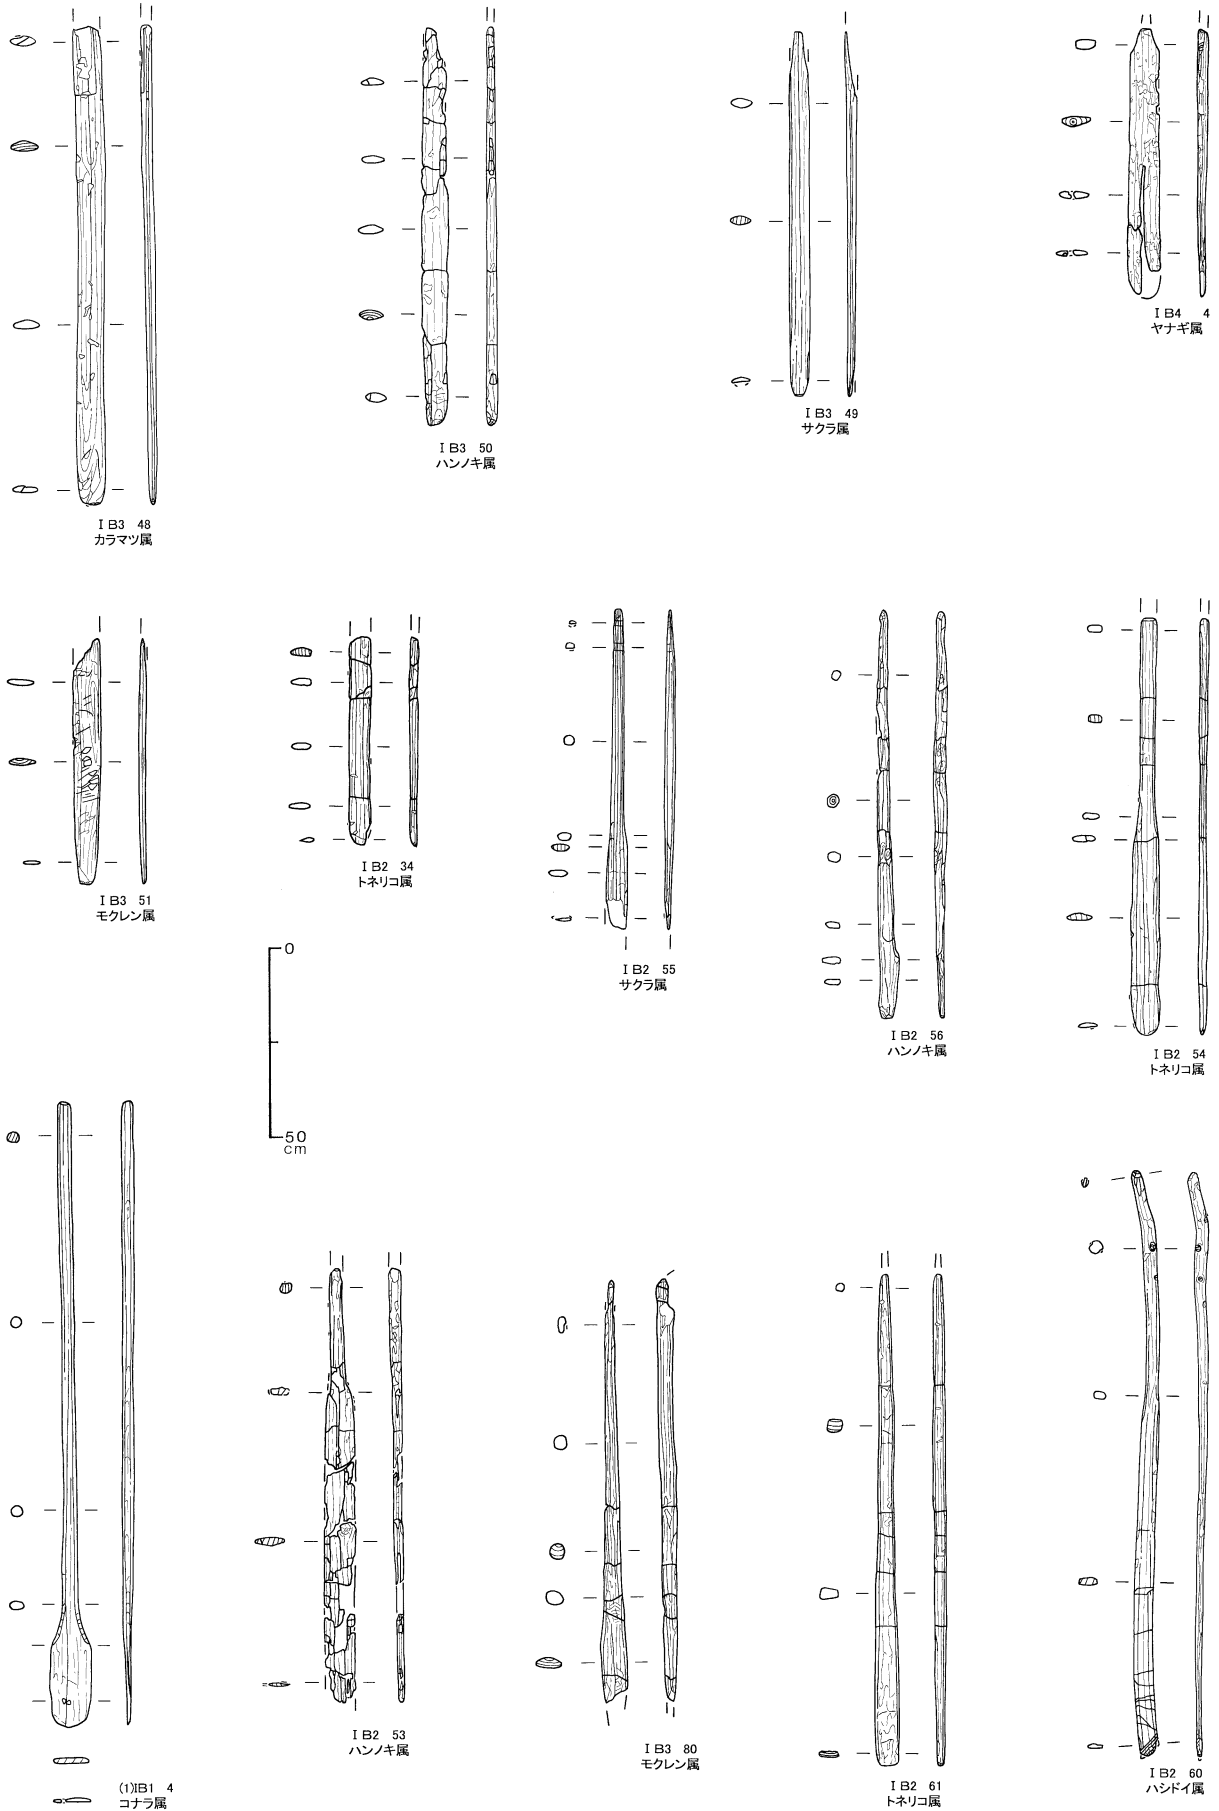 Ⅰ B3 48
カラマツ属
Ⅰ B3 50
ハンノキ属
Ⅰ B3 49
サクラ属
Ⅰ B4 4
ヤナギ属
Ⅰ B3 51
モクレン属
Ⅰ B2 34
トネリコ属
Ⅰ B2 55
サクラ属
Ⅰ B2 56
ハンノキ属
Ⅰ B2 54
トネリコ属
0
50
cm
(1)ⅠB1 4
コナラ属
Ⅰ B2 53
ハンノキ属
Ⅰ B3 80
モクレン属
Ⅰ B2 61
トネリコ属
Ⅰ B2 60
ハシドイ属